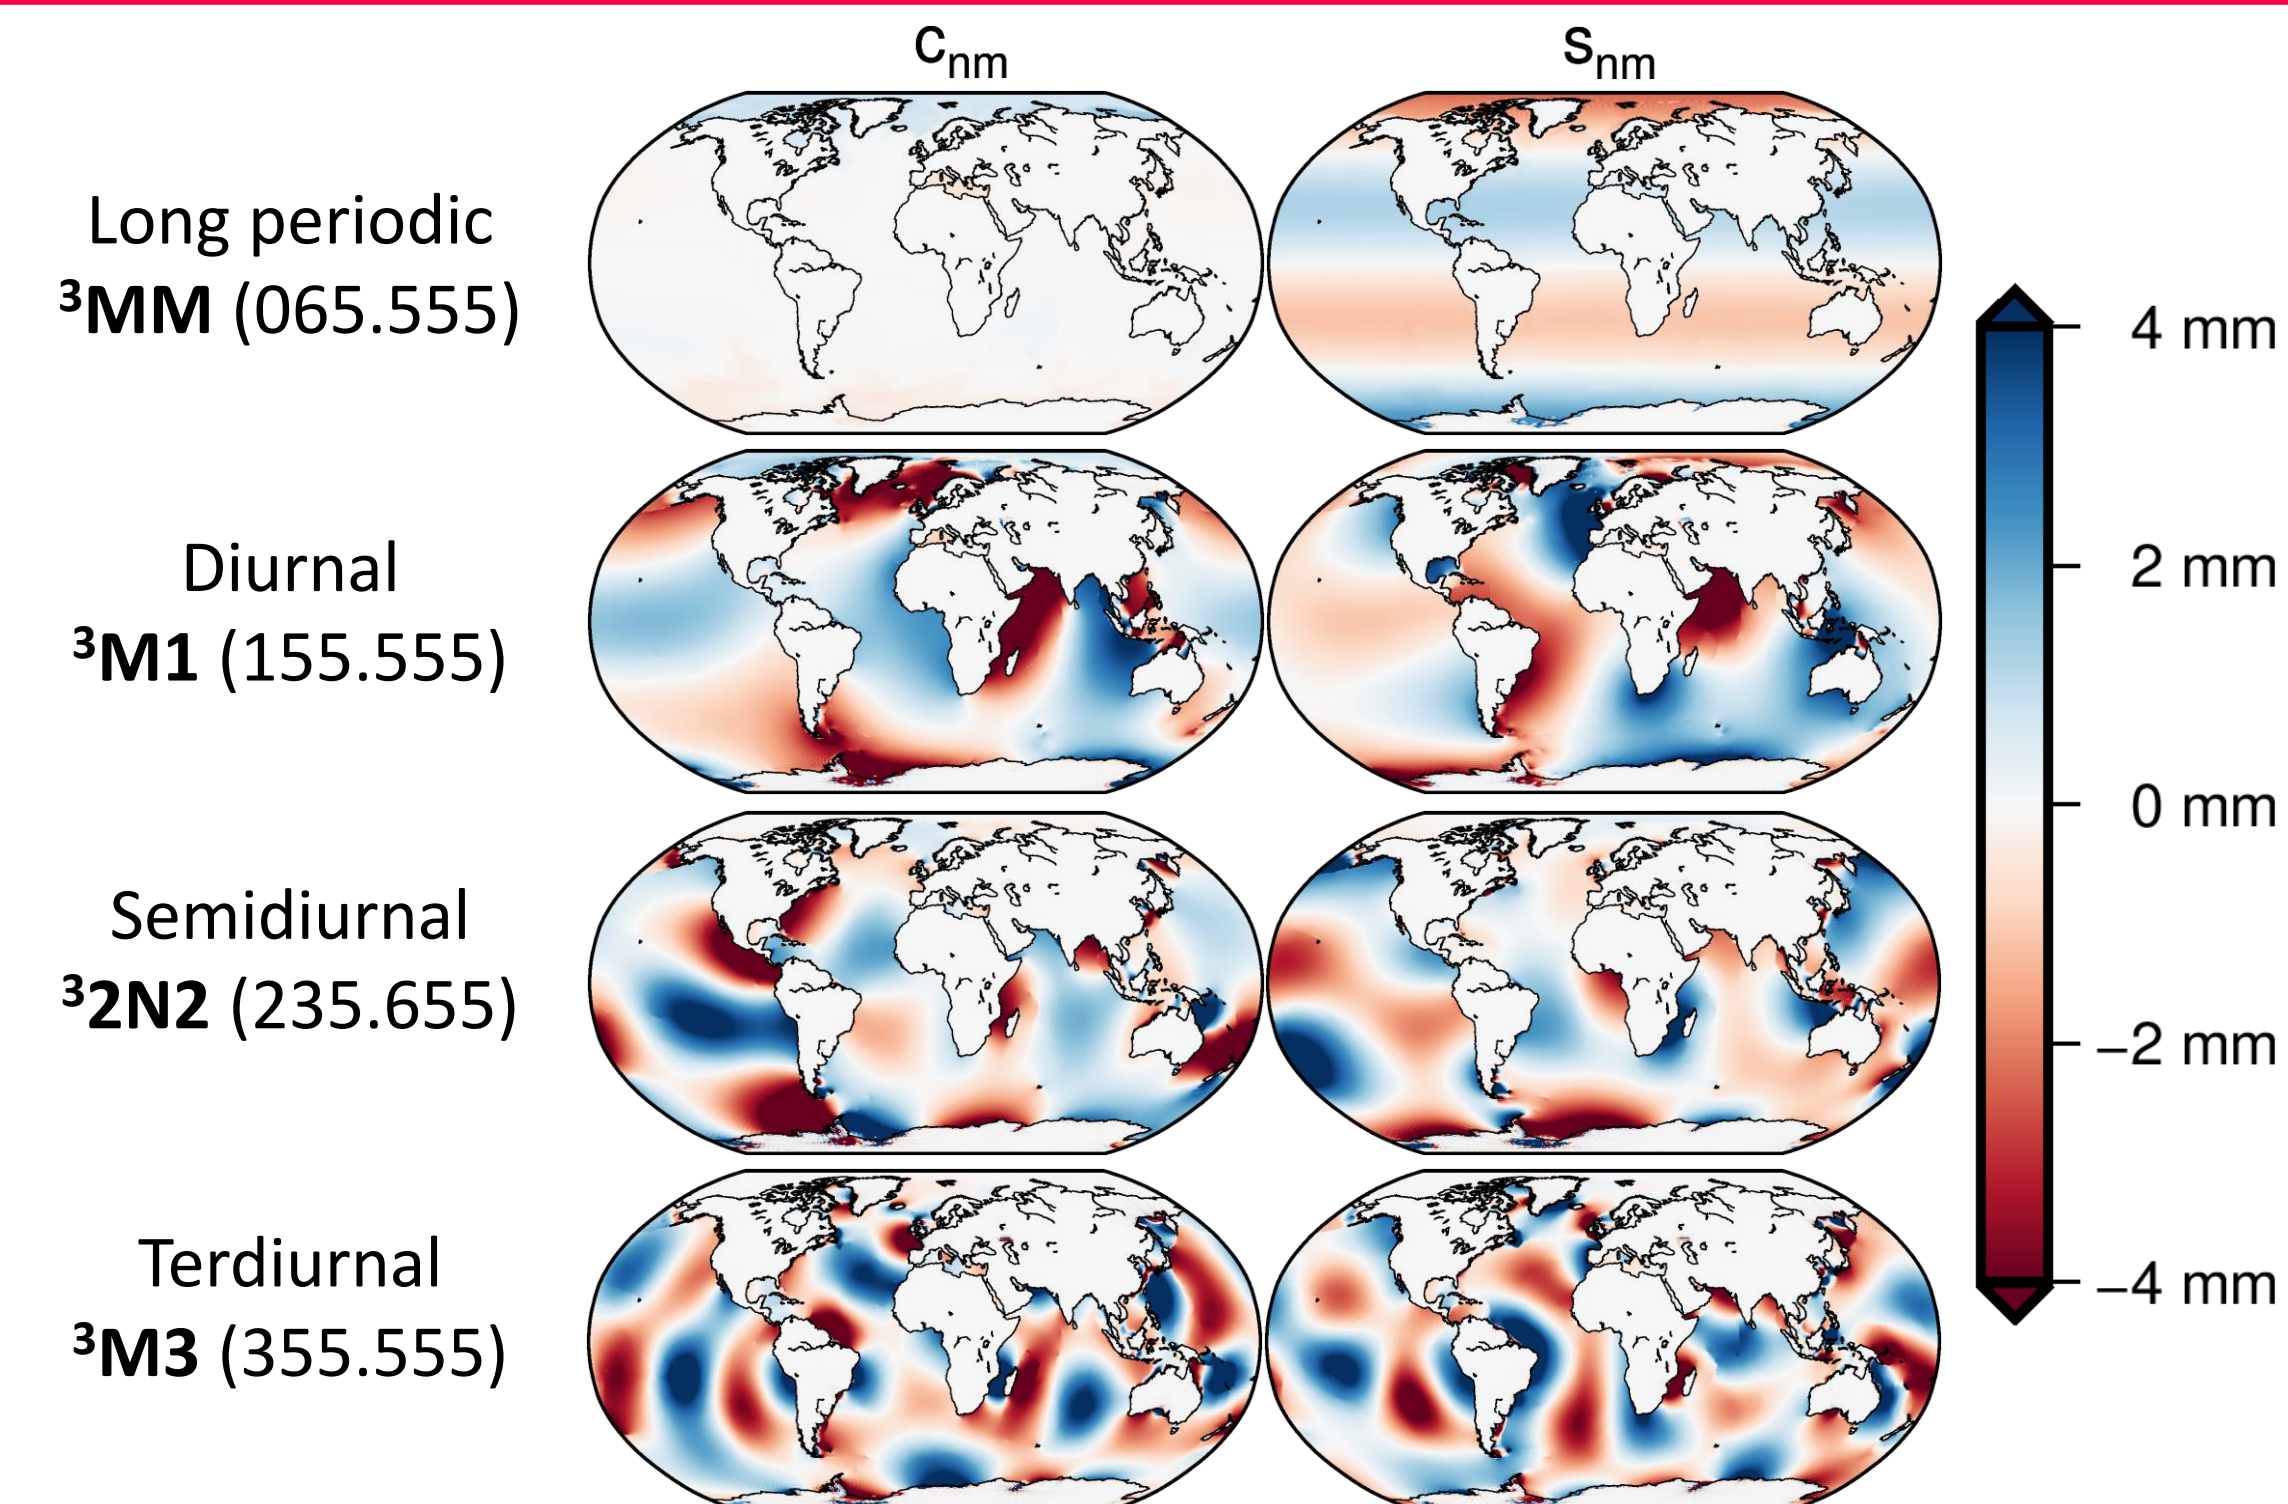 Cnm
Snm
Long periodic
³MM (065.555)
Diurnal
³M1 (155.555)
Semidiurnal
³2N2 (235.655)
Terdiurnal
³M3 (355.555)
4 mm
2 mm
0 mm
−2 mm
−4 mm